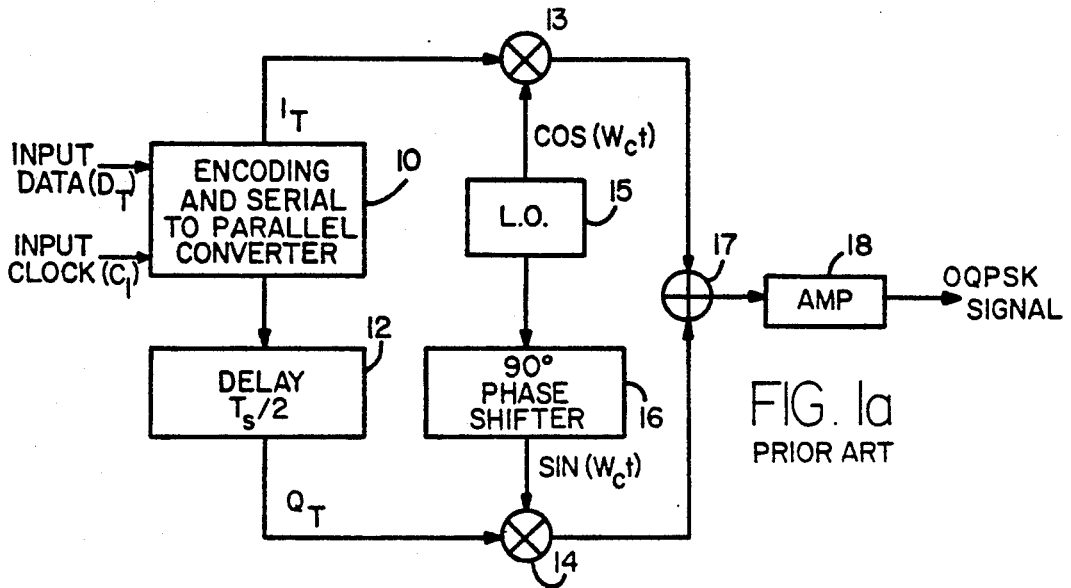 13
I_T
COS (W_ct)
INPUT
DATA (D_T)
ENCODING
AND SERIAL
TO PARALLEL
CONVERTER
10
INPUT
CLOCK (C_I)
L.O.
15
17
18
AMP
OQPSK
SIGNAL
12
DELAY
T_s/2
90°
PHASE
SHIFTER
16
FIG. 1a
PRIOR ART
SIN (W_ct)
Q_T
14